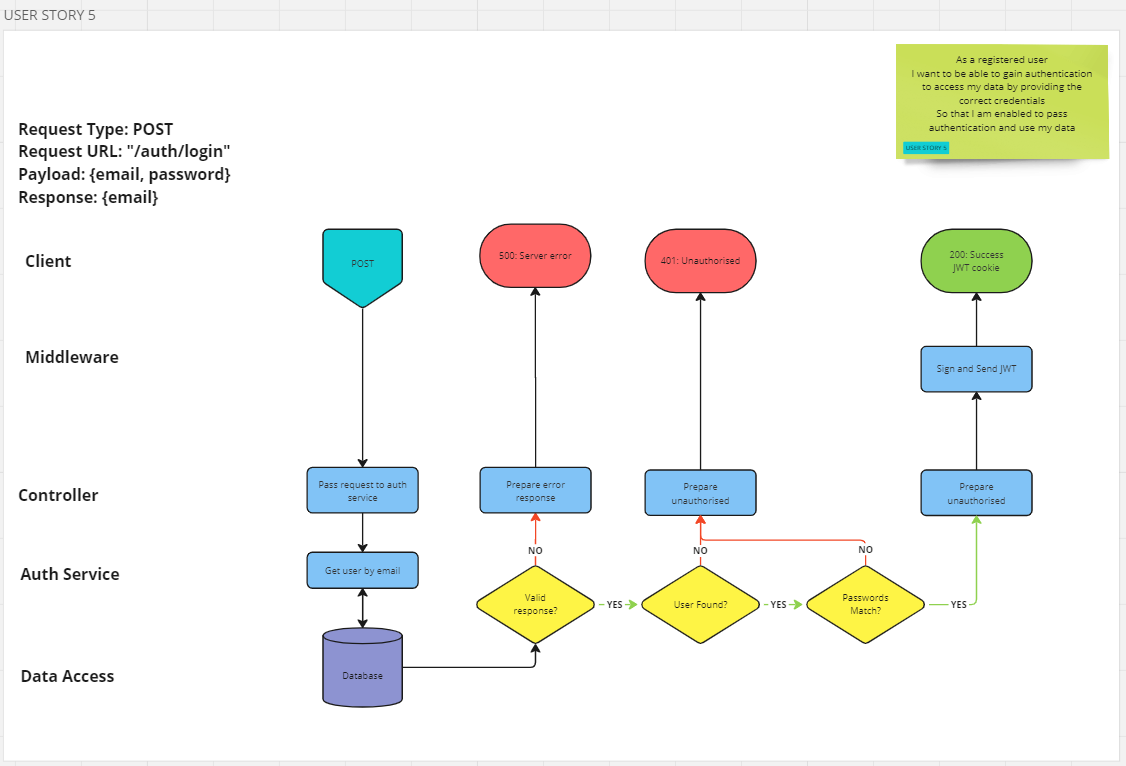 USER STORY 5
As a registered user
I want to be able to gain authentication
to access my data by providing the
correct credentials
So that I am enabled to pass
authentication and use my data
USER STORY 5
Request Type: POST
Request URL: "/auth/login"
Payload: {email, password}
Response: {email}
Client
POST
500: Server error
401: Unauthorised
200: Success
JWT cookie
Middleware
Sign and Send JWT
Controller
Pass request to auth
service
Prepare error
response
Prepare
unauthorised
Prepare
unauthorised
NO
NO
NO
Auth Service
Get user by email
Valid
response?
YES
User Found?
YES
Passwords
Match?
YES
Data Access
Database